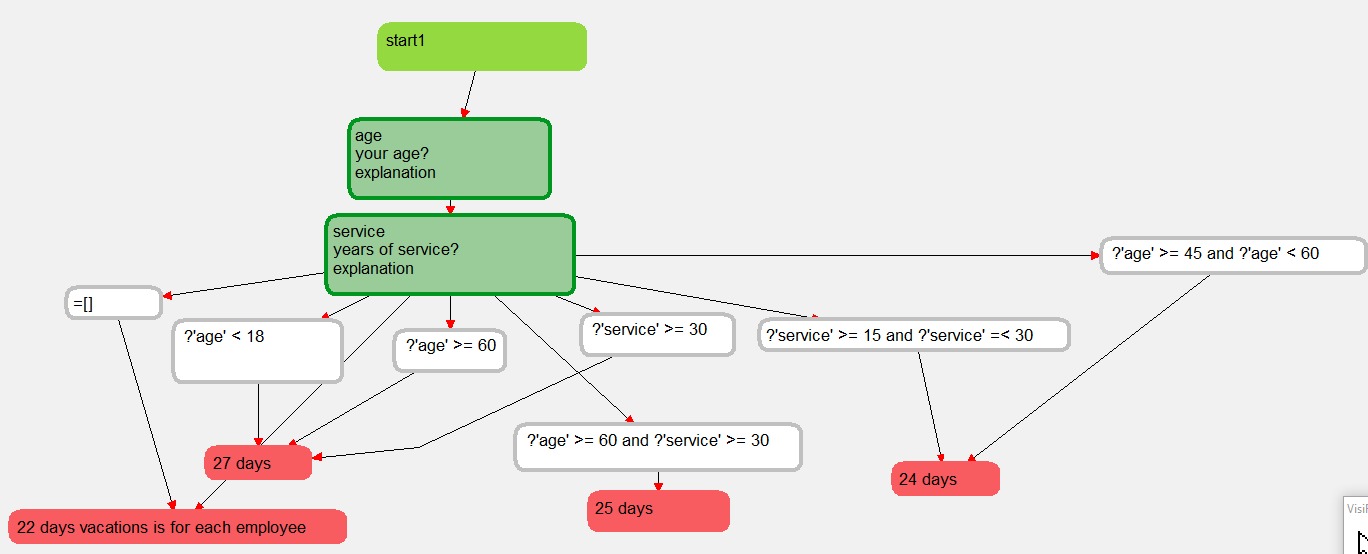 start1
age
your age?
explanation
service
years of service?
explanation
?'age' >= 45 and ?'age' < 60
=[]
?'age' < 18
?'age' >= 60
?'service' >= 30
?'service' >= 15 and ?'service' =< 30
?'age' >= 60 and ?'service' >= 30
27 days
24 days
25 days
22 days vacations is for each employee